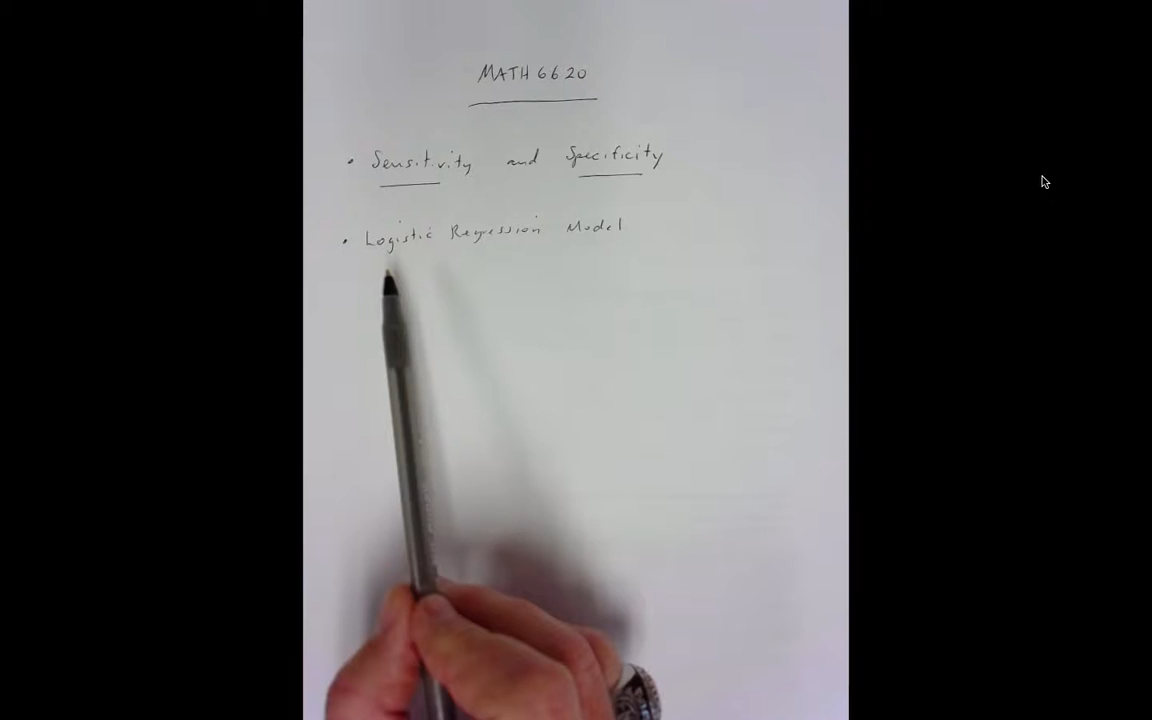 MATH 6620
• Sensitivity and Specificity
• Logistic Regression Model